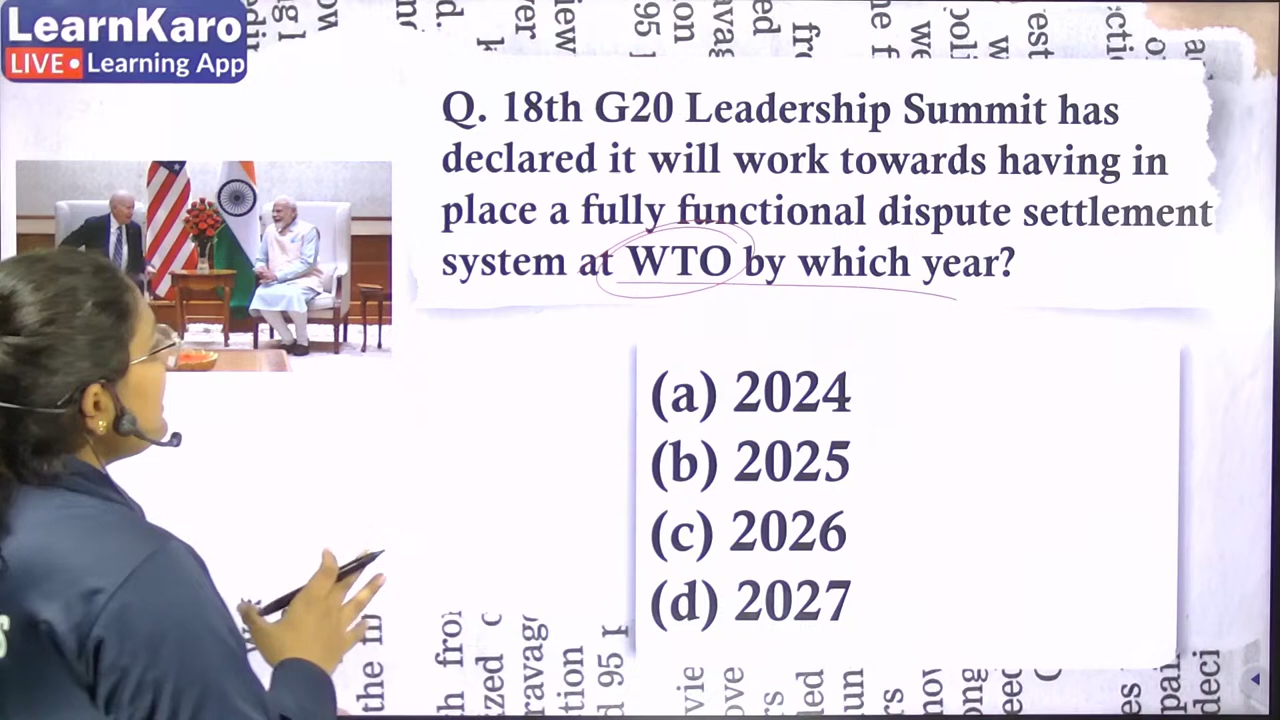 LearnKaro
LIVE • Learning App
Q. 18th G20 Leadership Summit has
declared it will work towards having in
place a fully functional dispute settlement
system at WTO by which year?
(a) 2024
(b) 2025
(c) 2026
(d) 2027